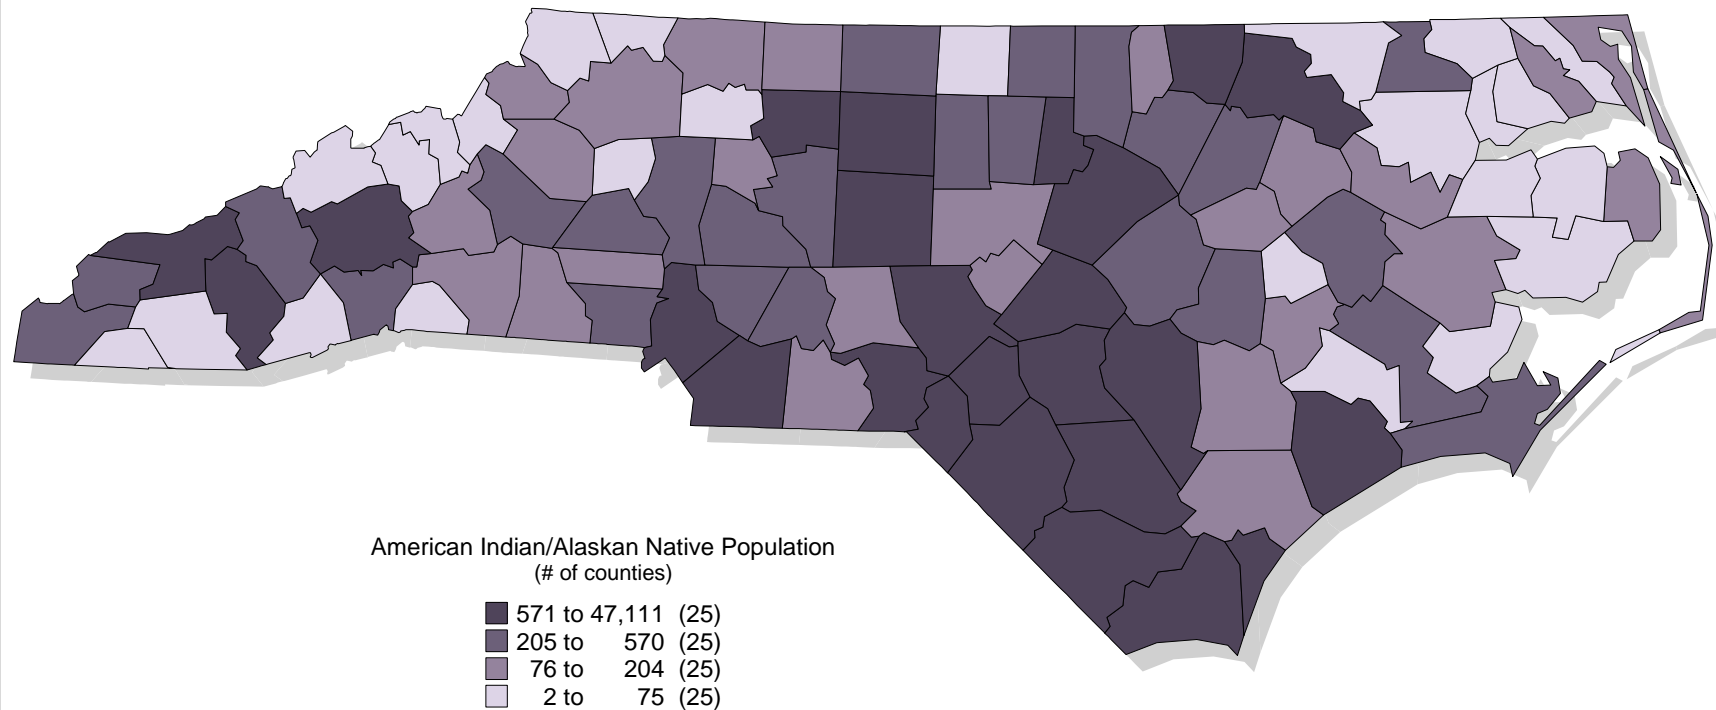 American Indian/Alaskan Native Population
(# of counties)
571 to 47,111 (25)
205 to 570 (25)
76 to 204 (25)
2 to 75 (25)